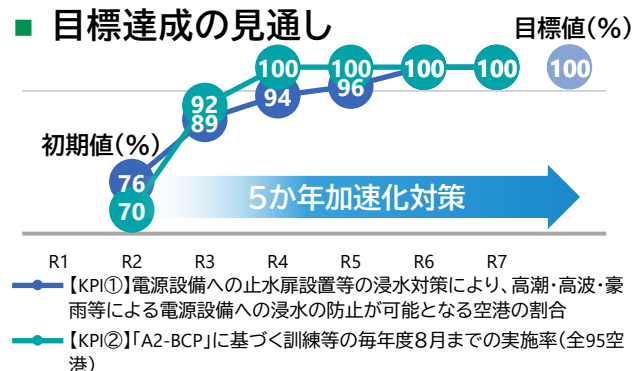 ■ 目標達成の見通し
目標値(%)
100 100 100 100 100
92
89 94 96
初期値(%)
76
70
5か年加速化対策
R1 R2 R3 R4 R5 R6 R7
【KPI①】電源設備への止水扉設置等の浸水対策により、高潮・高波・豪
雨等による電源設備への浸水の防止が可能となる空港の割合
【KPI②】「A2-BCP」に基づく訓練等の毎年度８月までの実施率(全95空
港)